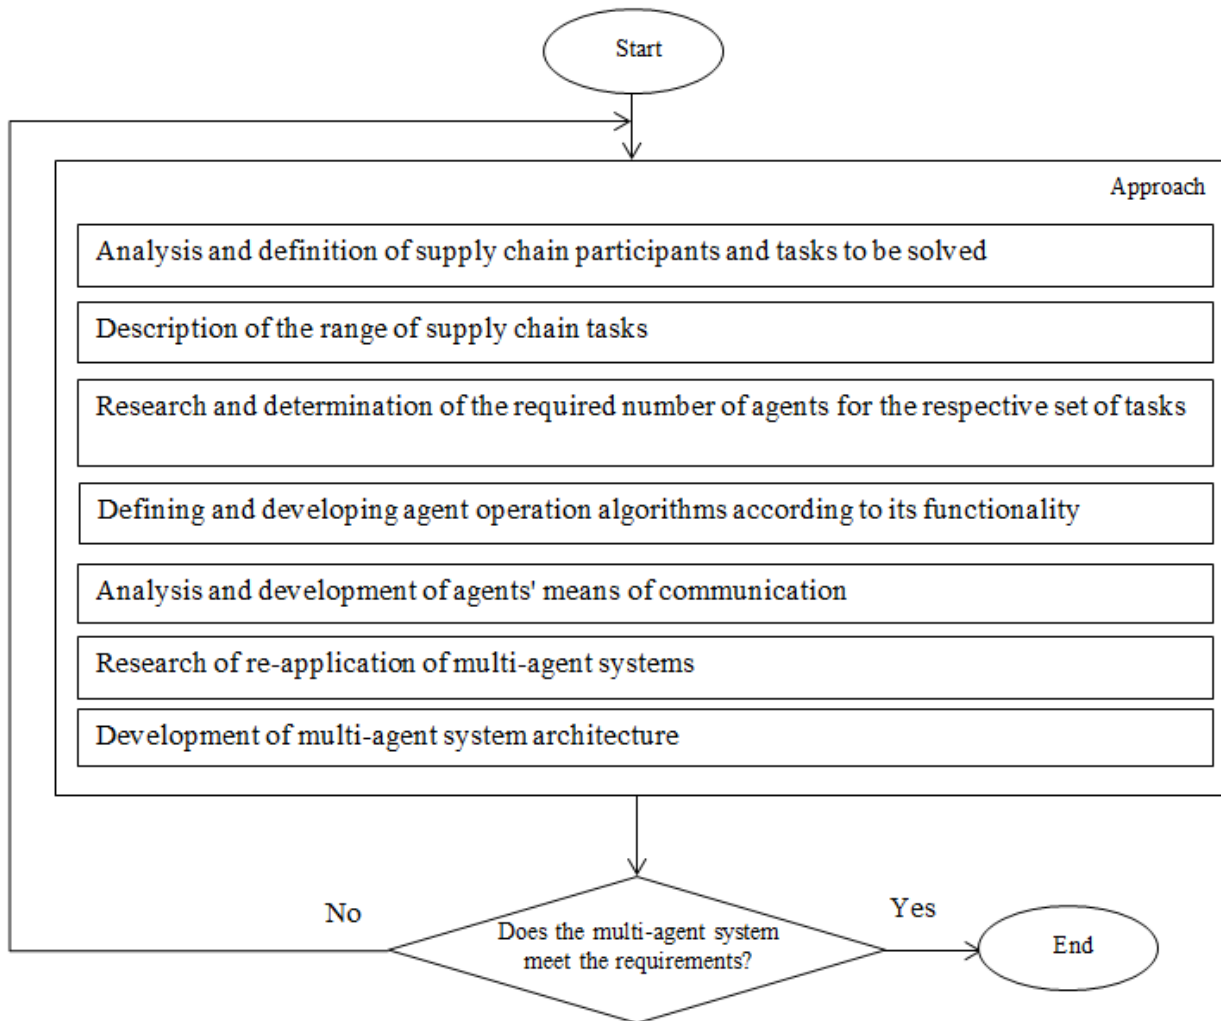 Start
Approach
Analysis and definition of supply chain participants and tasks to be solved
Description of the range of supply chain tasks
Research and determination of the required number of agents for the respective set of tasks
Defining and developing agent operation algorithms according to its functionality
Analysis and development of agents' means of communication
Research of re-application of multi-agent systems
Development of multi-agent system architecture
No
Does the multi-agent system
meet the requirements?
Yes
End